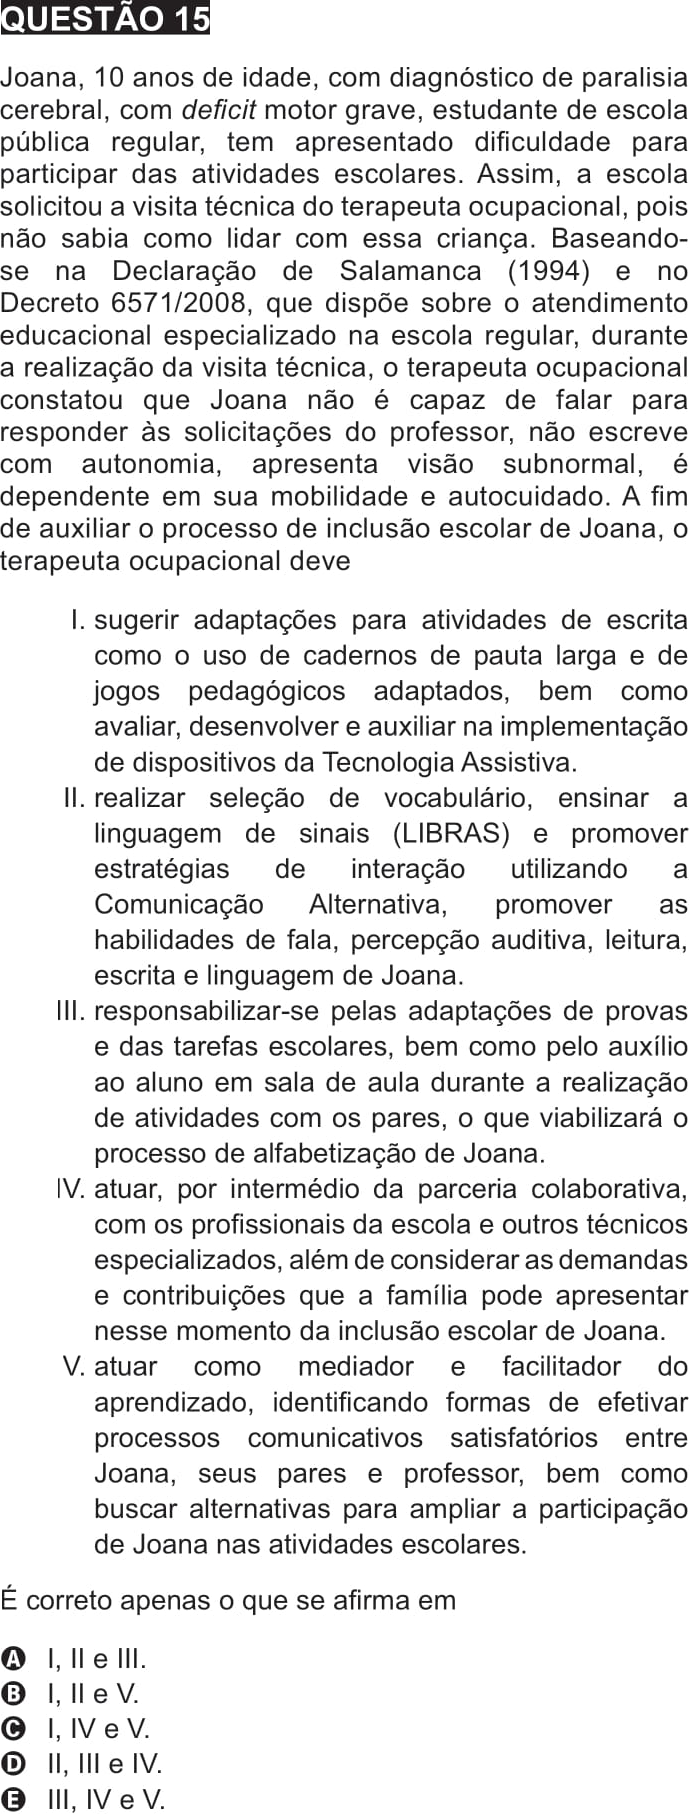 QUESTÃO 15
Joana, 10 anos de idade, com diagnóstico de paralisia
cerebral, com deficit motor grave, estudante de escola
pública regular, tem apresentado dificuldade para
participar das atividades escolares. Assim, a escola
solicitou a visita técnica do terapeuta ocupacional, pois
não sabia como lidar com essa criança. Baseando-
se na Declaração de Salamanca (1994) e no
Decreto 6571/2008, que dispõe sobre o atendimento
educacional especializado na escola regular, durante
a realização da visita técnica, o terapeuta ocupacional
constatou que Joana não é capaz de falar para
responder às solicitações do professor, não escreve
com autonomia, apresenta visão subnormal, é
dependente em sua mobilidade e autocuidado. A fim
de auxiliar o processo de inclusão escolar de Joana, o
terapeuta ocupacional deve
I. sugerir adaptações para atividades de escrita
como o uso de cadernos de pauta larga e de
jogos pedagógicos adaptados, bem como
avaliar, desenvolver e auxiliar na implementação
de dispositivos da Tecnologia Assistiva.
II. realizar seleção de vocabulário, ensinar a
linguagem de sinais (LIBRAS) e promover
estratégias de interação utilizando a
Comunicação Alternativa, promover as
habilidades de fala, percepção auditiva, leitura,
escrita e linguagem de Joana.
III. responsabilizar-se pelas adaptações de provas
e das tarefas escolares, bem como pelo auxílio
ao aluno em sala de aula durante a realização
de atividades com os pares, o que viabilizará o
processo de alfabetização de Joana.
IV. atuar, por intermédio da parceria colaborativa,
com os profissionais da escola e outros técnicos
especializados, além de considerar as demandas
e contribuições que a família pode apresentar
nesse momento da inclusão escolar de Joana.
V. atuar como mediador e facilitador do
aprendizado, identificando formas de efetivar
processos comunicativos satisfatórios entre
Joana, seus pares e professor, bem como
buscar alternativas para ampliar a participação
de Joana nas atividades escolares.
É correto apenas o que se afirma em
A I, II e III.
B I, II e V.
C I, IV e V.
D II, III e IV.
E III, IV e V.